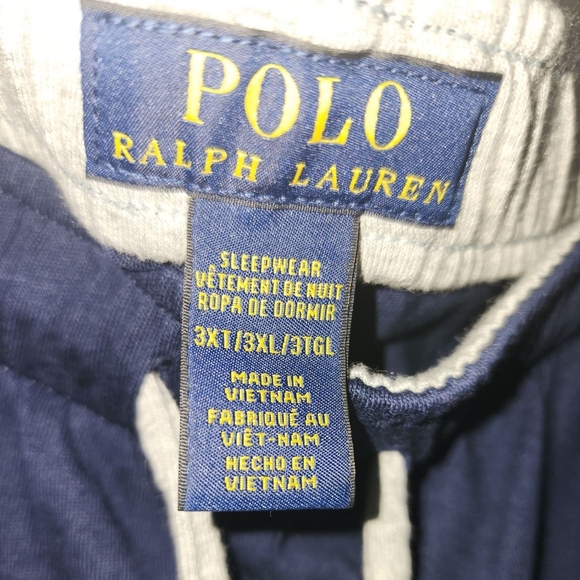 POLO
RALPH LAUREN
SLEEPWEAR
VÊTEMENT DE NUIT
ROPA DE DORMIR
3XT/3XL/3TGL
MADE IN
VIETNAM
FABRIQUÉ AU
VIÊT-NAM
HECHO EN
VIETNAM